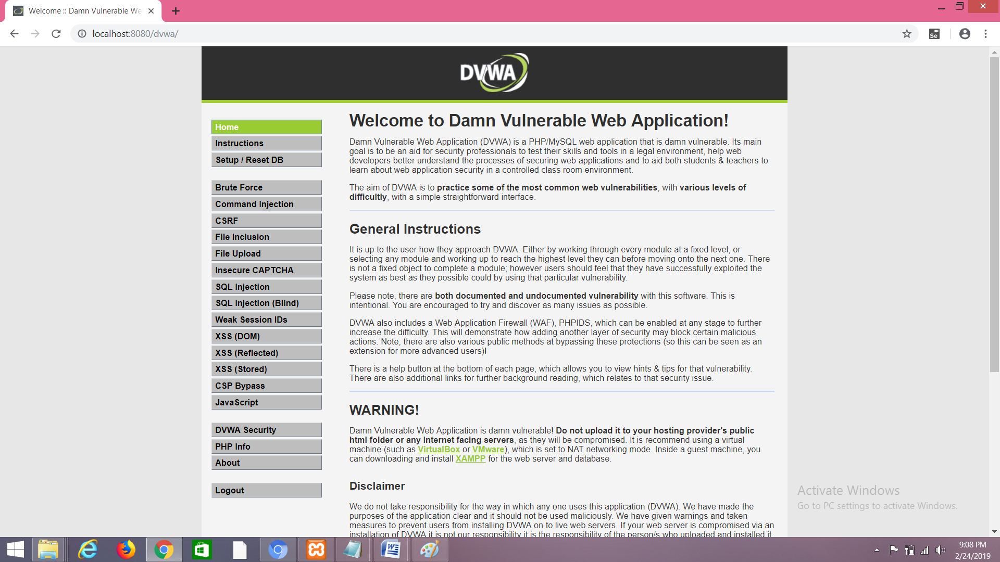 Welcome :: Damn Vulnerable We
localhost:8080/dvwa/
Se
DVWA
Home
Instructions
Setup / Reset DB
Brute Force
Command Injection
CSRF
File Inclusion
File Upload
Insecure CAPTCHA
SQL Injection
SQL Injection (Blind)
Weak Session IDs
XSS (DOM)
XSS (Reflected)
XSS (Stored)
CSP Bypass
JavaScript
DVWA Security
PHP Info
About
Logout
Welcome to Damn Vulnerable Web Application!
Damn Vulnerable Web Application (DVWA) is a PHP/MySQL web application that is damn vulnerable. Its main
goal is to be an aid for security professionals to test their skills and tools in a legal environment, help web
developers better understand the processes of securing web applications and to aid both students & teachers to
learn about web application security in a controlled class room environment.
The aim of DVWA is to practice some of the most common web vulnerabilities, with various levels of
difficultly, with a simple straightforward interface.
General Instructions
It is up to the user how they approach DVWA. Either by working through every module at a fixed level, or
selecting any module and working up to reach the highest level they can before moving onto the next one. There
is not a fixed object to complete a module; however users should feel that they have successfully exploited the
system as best as they possible could by using that particular vulnerability.
Please note, there are both documented and undocumented vulnerability with this software. This is
intentional. You are encouraged to try and discover as many issues as possible.
DVWA also includes a Web Application Firewall (WAF), PHPIDS, which can be enabled at any stage to further
increase the difficulty. This will demonstrate how adding another layer of security may block certain malicious
actions. Note, there are also various public methods at bypassing these protections (so this can be seen as an
extension for more advanced users)!
There is a help button at the bottom of each page, which allows you to view hints & tips for that vulnerability.
There are also additional links for further background reading, which relates to that security issue.
WARNING!
Damn Vulnerable Web Application is damn vulnerable! Do not upload it to your hosting provider's public
html folder or any Internet facing servers, as they will be compromised. It is recommend using a virtual
machine (such as VirtualBox or VMware), which is set to NAT networking mode. Inside a guest machine, you
can downloading and install XAMPP for the web server and database.
Disclaimer
We do not take responsibility for the way in which any one uses this application (DVWA). We have made the
purposes of the application clear and it should not be used maliciously. We have given warnings and taken
measures to prevent users from installing DVWA on to live web servers. If your web server is compromised via an
installation of DVWA it is not our responsibility it is the responsibility of the person/s who uploaded and installed it
Activate Windows
Go to PC settings to activate Windows.
9:08 PM
2/24/2019